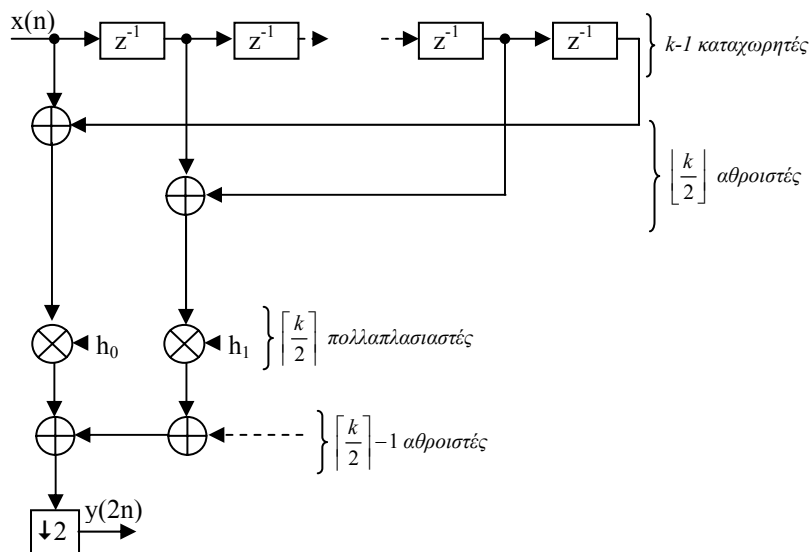 x(n)
z⁻¹ z⁻¹ z⁻¹ z⁻¹ k-1 καταχωρητές
⌊k/2⌋ αθροιστές
h₀ h₁ ⌈k/2⌉ πολλαπλασιαστές
⌈k/2⌉−1 αθροιστές
↓2 y(2n)